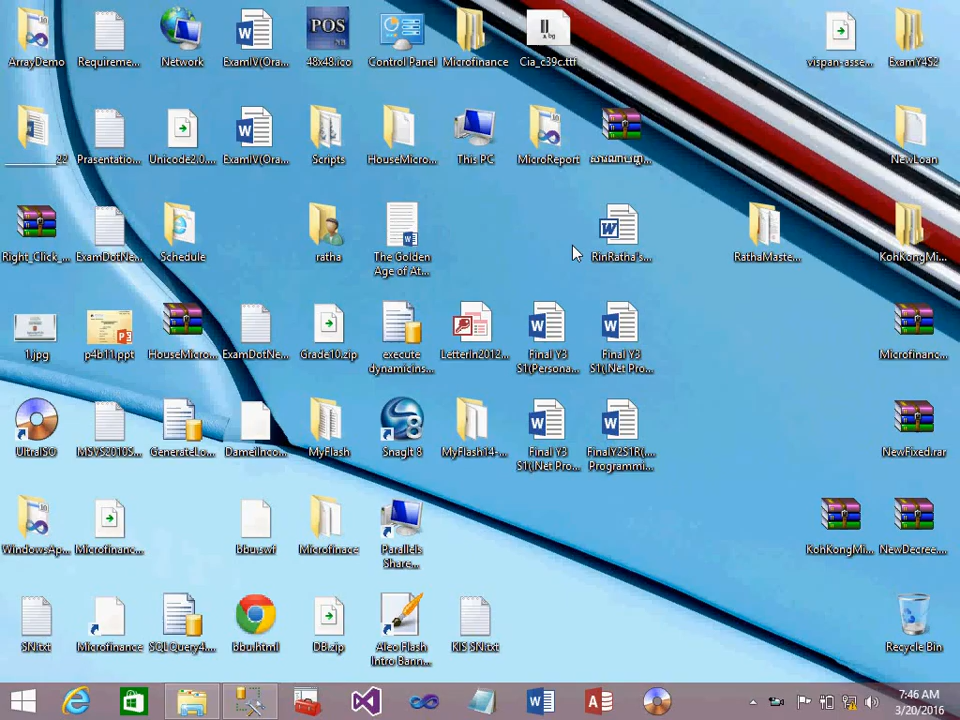 ArrayDemo
Requireme...
Network
ExamIV(Ora...
POS
48x48.ico
Control Panel
Microfinance
Cia_c39c.ttf
vispan-asse...
ExamY4S2
22
Prasentatio...
Unicode2.0...
ExamIV(Ora...
Scripts
HouseMicro...
This PC
MicroReport
NewLoan
Right_Click_...
ExamDotNe...
Schedule
ratha
The Golden
Age of At...
RinRatha's...
RathaMaste...
KohKongMi...
1.jpg
p4b11.ppt
HouseMicro...
ExamDotNe...
Grade10.zip
execute
dynamicins...
LetterIn2012...
Final Y3
S1(Persona...
Final Y3
S1(.Net Pro...
Microfinanc...
UltraISO
MSVS2010S...
GenerateLo...
DameiInco...
MyFlash
SnagIt 8
MyFlash14-...
Final Y3
S1(.Net Pro...
FinalY2S1R(...
Programmi...
NewFixed.rar
WindowsAp...
Microfinanc...
bbu.swf
Microfinace
Parallels
Share...
KohKongMi...
NewDecree...
SN.txt
Microfinance
SQLQuery4...
bbu.html
DB.zip
Aleo Flash
Intro Bann...
KIS SN.txt
Recycle Bin
7:46 AM
3/20/2016